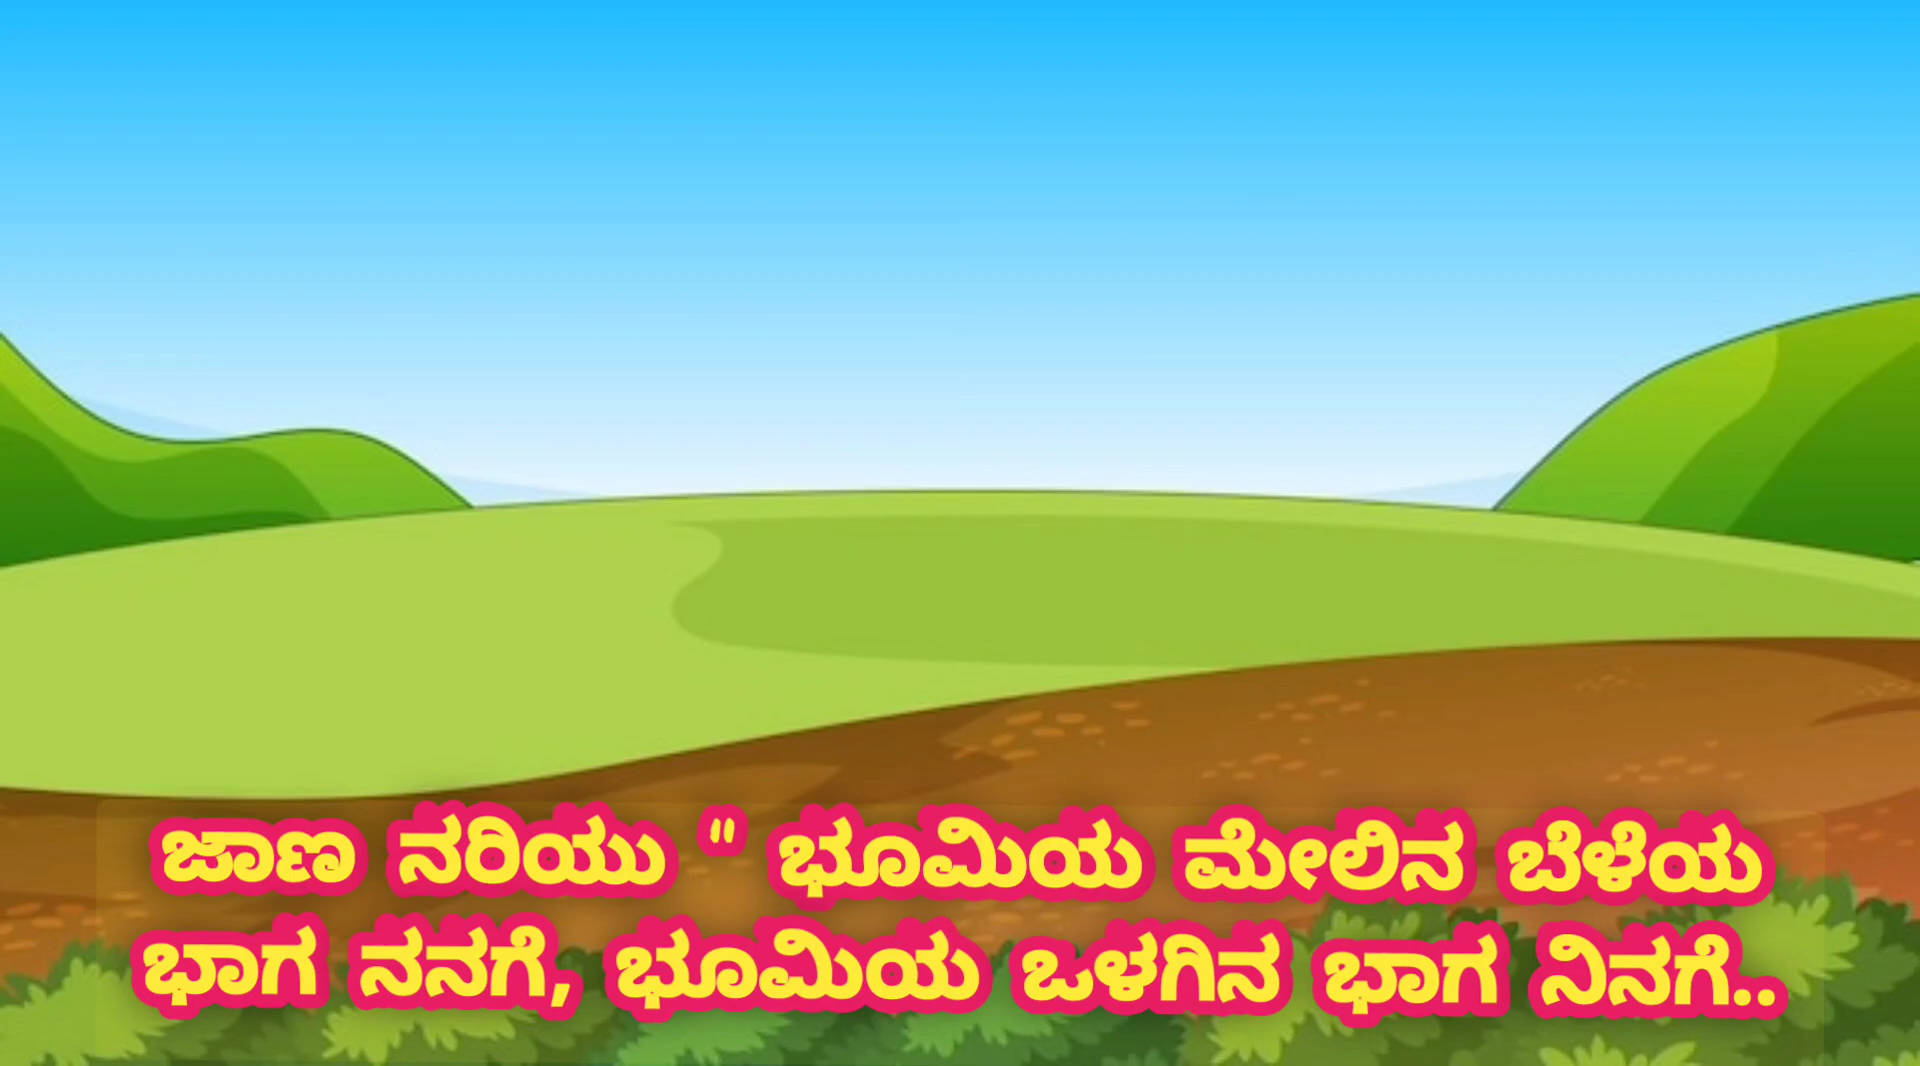 ಜಾಣ ನರಿಯು " ಭೂಮಿಯ ಮೇಲಿನ ಬೆಳೆಯ
ಭಾಗ ನನಗೆ, ಭೂಮಿಯ ಒಳಗಿನ ಭಾಗ ನಿನಗೆ..